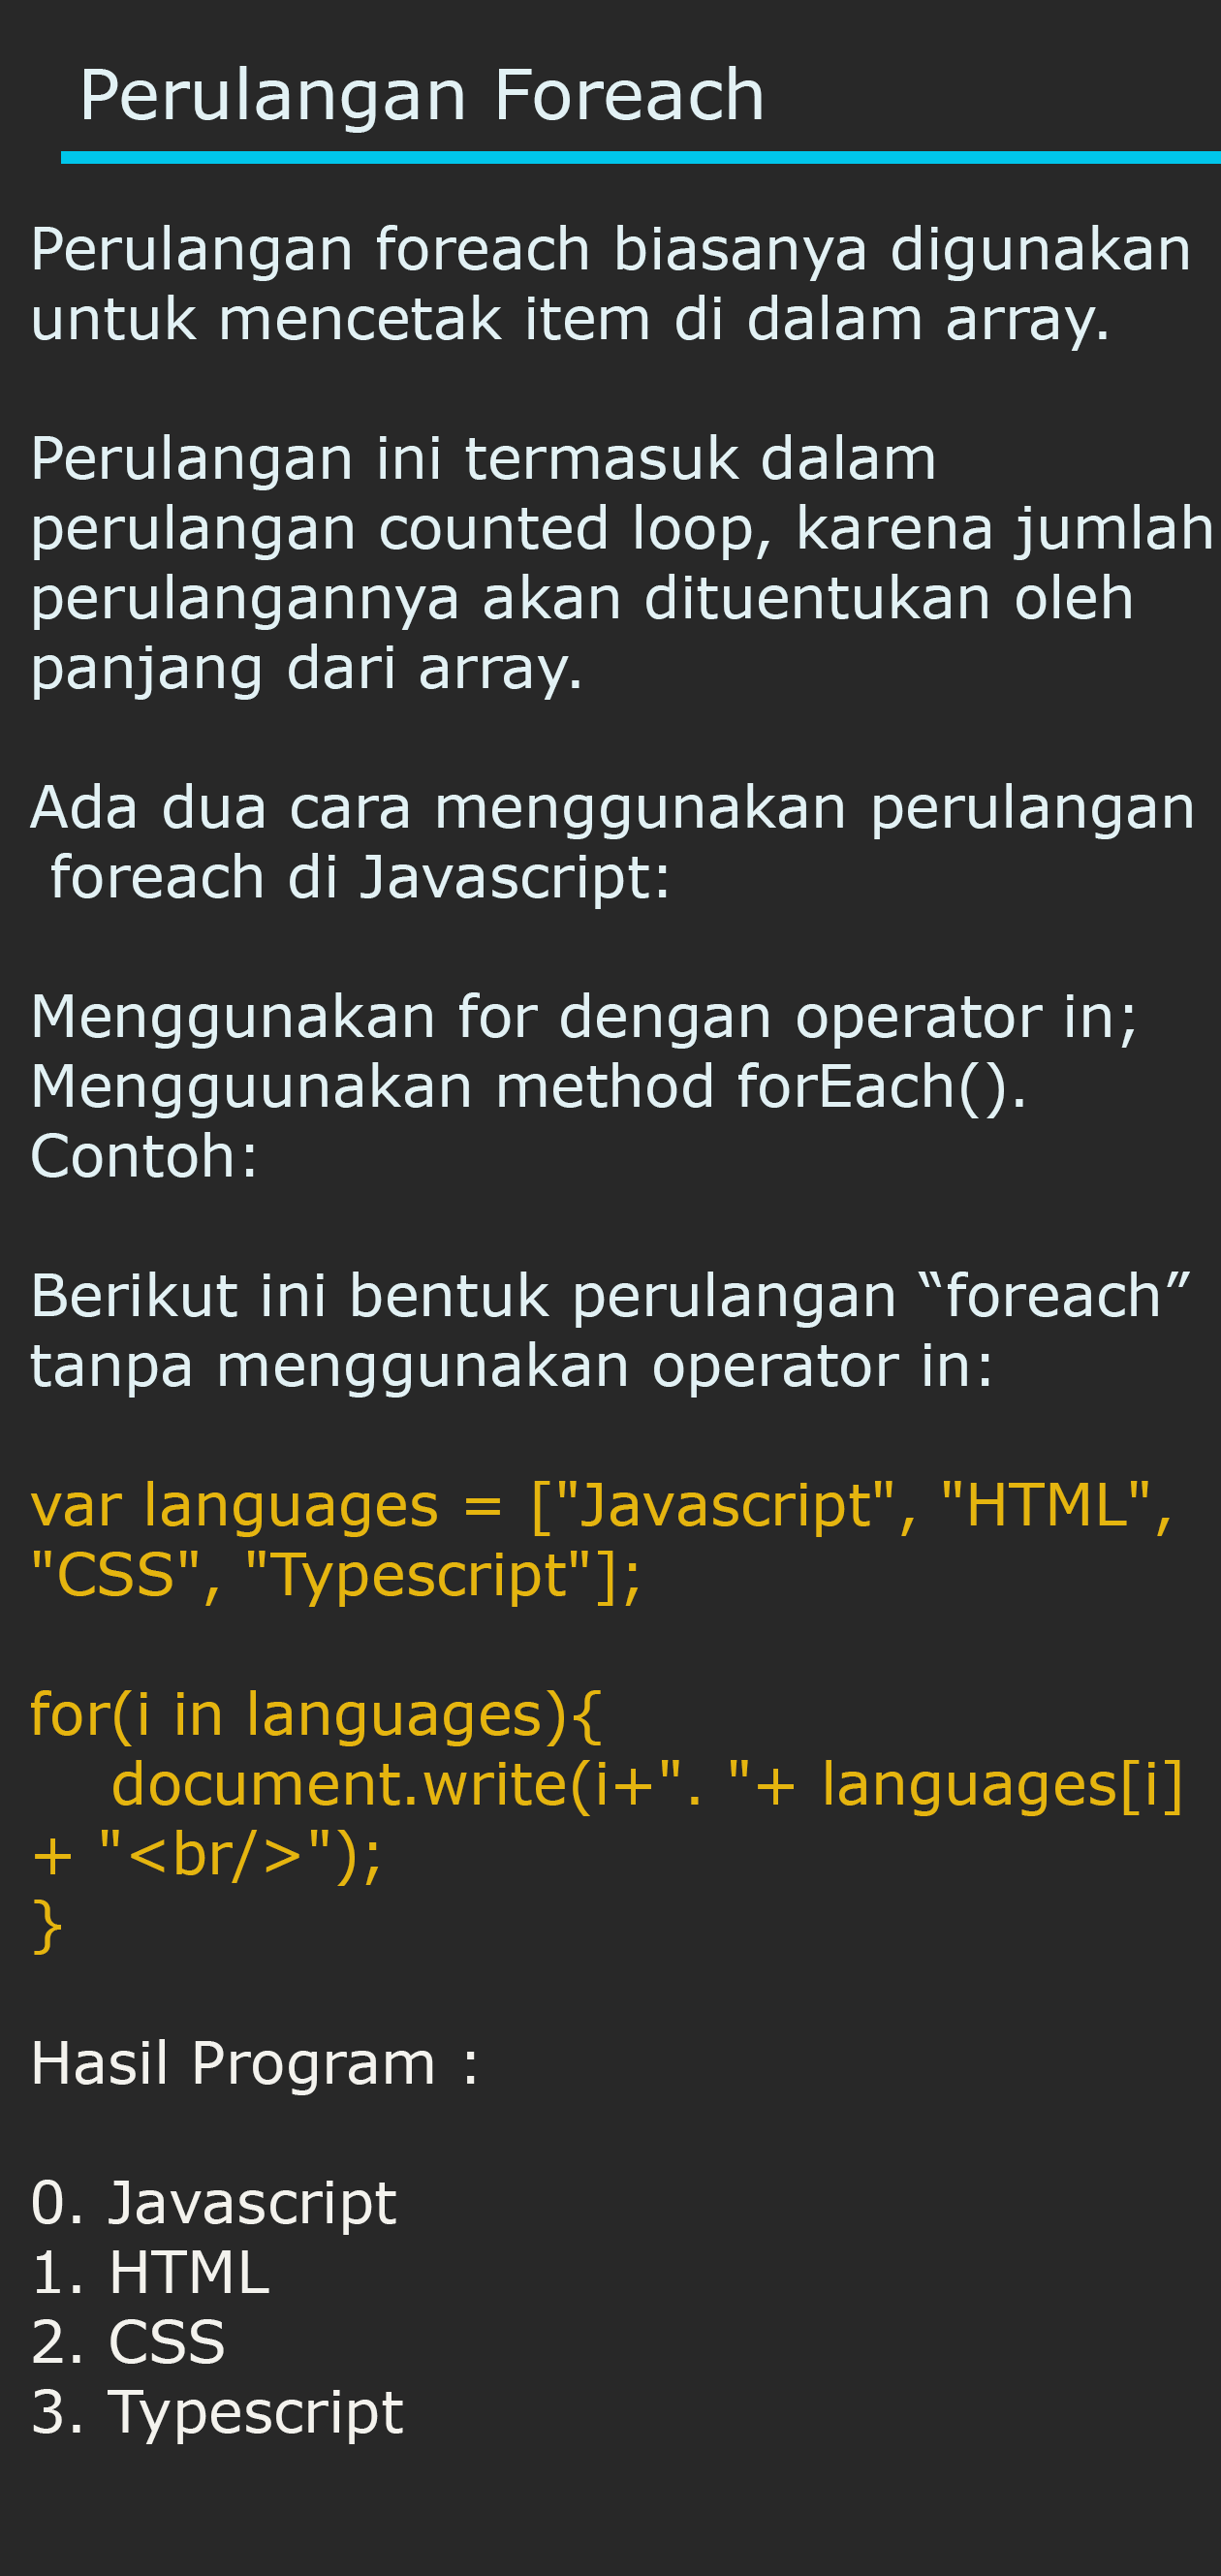 Perulangan Foreach
Perulangan foreach biasanya digunakan
untuk mencetak item di dalam array.
Perulangan ini termasuk dalam
perulangan counted loop, karena jumlah
perulangannya akan dituentukan oleh
panjang dari array.
Ada dua cara menggunakan perulangan
foreach di Javascript:
Menggunakan for dengan operator in;
Mengguunakan method forEach().
Contoh:
Berikut ini bentuk perulangan “foreach”
tanpa menggunakan operator in:
var languages = ["Javascript", "HTML",
"CSS", "Typescript"];
for(i in languages){
    document.write(i+". "+ languages[i]
+ "<br/>");
}
Hasil Program :
0. Javascript
1. HTML
2. CSS
3. Typescript